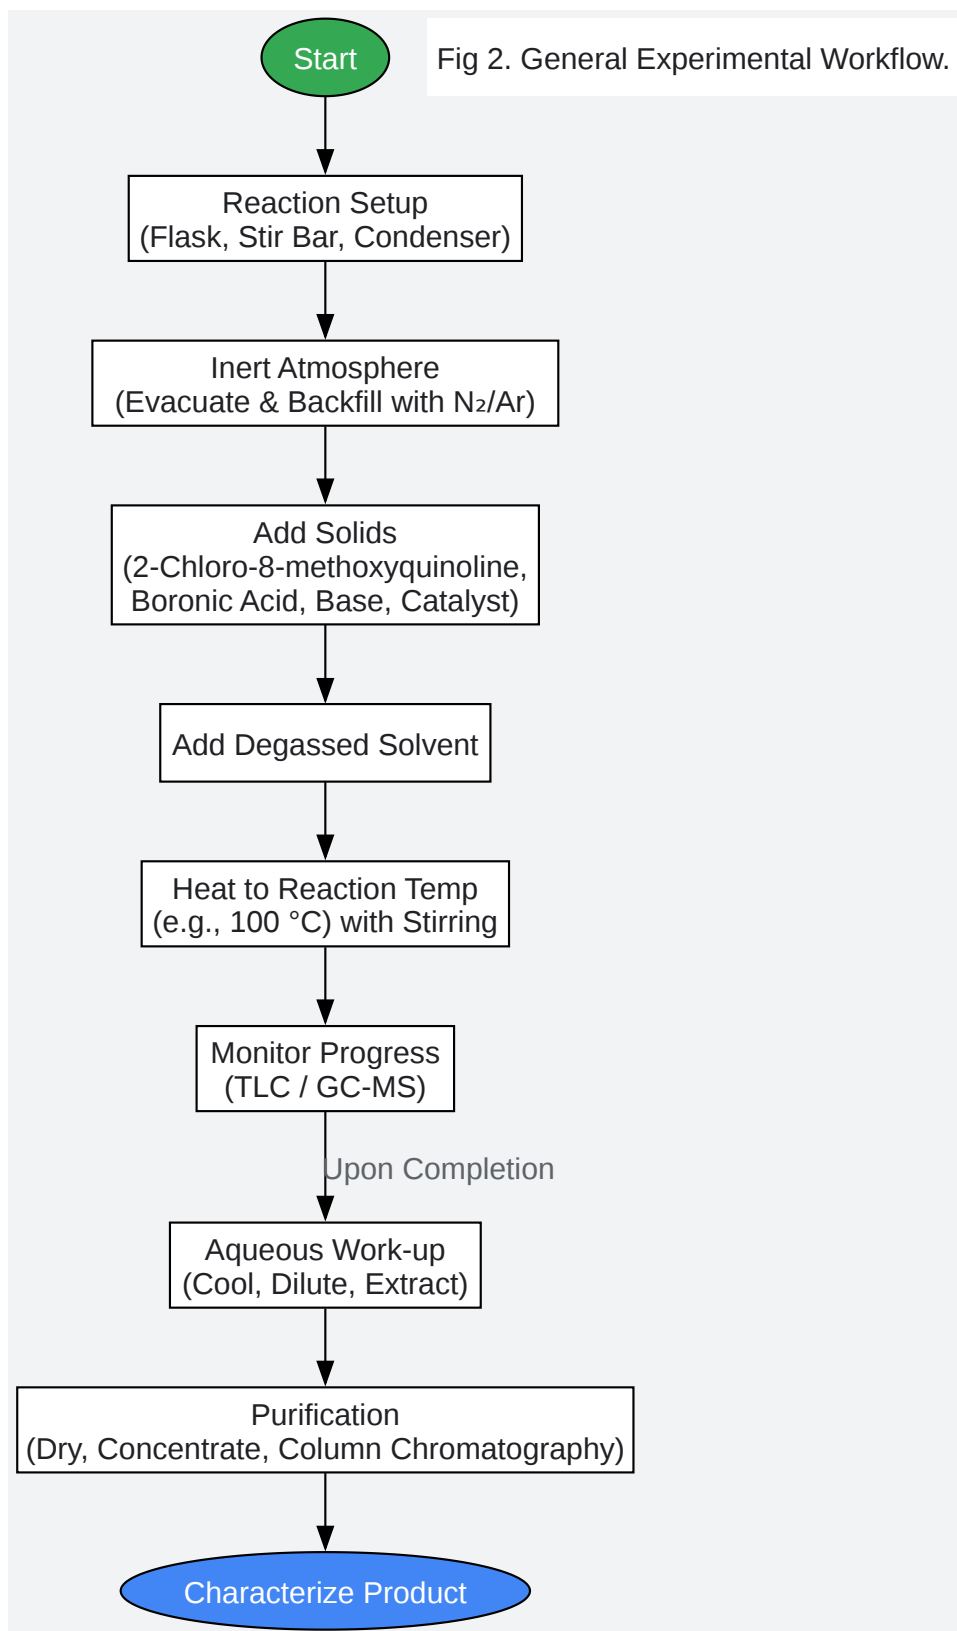 Start
Fig 2. General Experimental Workflow.
Reaction Setup
(Flask, Stir Bar, Condenser)
Inert Atmosphere
(Evacuate & Backfill with N₂/Ar)
Add Solids
(2-Chloro-8-methoxyquinoline,
Boronic Acid, Base, Catalyst)
Add Degassed Solvent
Heat to Reaction Temp
(e.g., 100 °C) with Stirring
Monitor Progress
(TLC / GC-MS)
Upon Completion
Aqueous Work-up
(Cool, Dilute, Extract)
Purification
(Dry, Concentrate, Column Chromatography)
Characterize Product